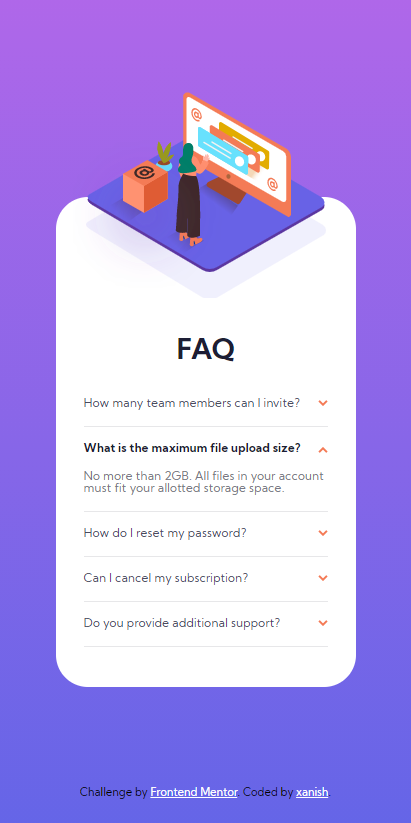 FAQ
How many team members can I invite?
What is the maximum file upload size?
No more than 2GB. All files in your account
must fit your allotted storage space.
How do I reset my password?
Can I cancel my subscription?
Do you provide additional support?
Challenge by Frontend Mentor. Coded by xanish